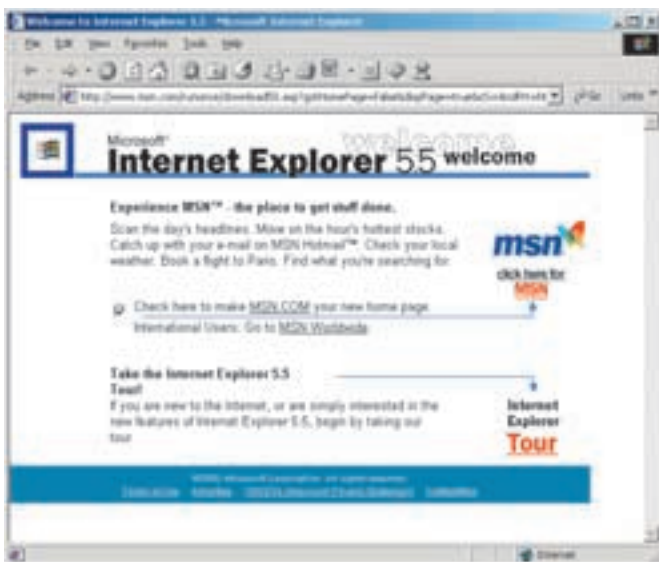 Welcome to Internet Explorer 5.5 - Microsoft Internet Explorer
File Edit View Favorites Tools Help
Address
Go Links
welcome
Microsoft
Internet Explorer 5.5 welcome
Experience MSN™ - the place to get stuff done.
Scan the day's headlines. Move on the hour's hottest stocks.
Catch up with your e-mail on MSN Hotmail™. Check your local
weather. Book a flight to Paris. Find what you're searching for.
msn
click here for
MSN
Check here to make MSN.COM your new home page.
International Users: Go to MSN Worldwide
Take the Internet Explorer 5.5
Tour!
If you are new to the Internet, or are simply interested in the
new features of Internet Explorer 5.5, begin by taking our
tour
Internet
Explorer
Tour
Internet